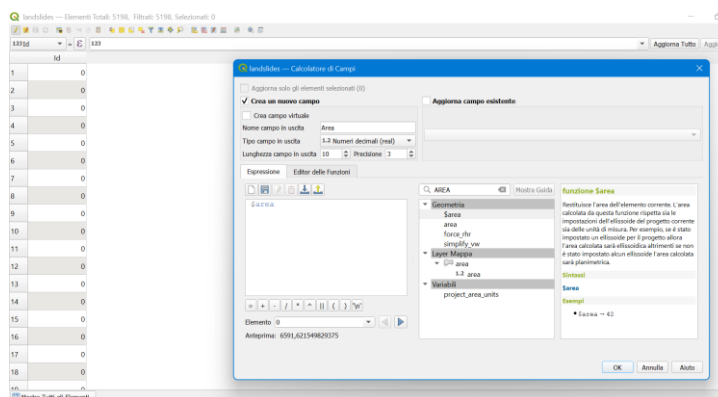 landslides — Elementi Totali: 5198, Filtrati: 5198, Selezionati: 0
123 Id = ε 123 Aggiorna Tutto
Id
1 0
2 0
3 0
4 0
5 0
6 0
7 0
8 0
9 0
10 0
11 0
12 0
13 0
14 0
15 0
16 0
17 0
18 0
Mostra Tutti gli Elementi
landslides — Calcolatore di Campi
Aggiorna solo gli elementi selezionati (0)
Crea un nuovo campo
Aggiorna campo esistente
Crea campo virtuale
Nome campo in uscita Area
Tipo campo in uscita 1.2 Numeri decimali (real)
Lunghezza campo in uscita 10 Precisione 3
Espressione Editor delle Funzioni
$area
= + - / * ^ || ( ) '\n'
Elemento 0
Anteprima: 6591,621549829375
AREA Mostra Guida
Geometria
$area
area
force_rhr
simplify_vw
Layer Mappa
area
1.2 area
Variabili
project_area_units
funzione $area
Restituisce l'area dell'elemento corrente. L'area
calcolata da questa funzione rispetta sia le
impostazioni dell'ellissoide del progetto corrente
sia delle unità di misura. Per esempio, se è stato
impostato un ellissoide per il progetto allora
l'area calcolata sarà ellissoidica altrimenti se non
è stato impostato alcun ellissoide l'area calcolata
sarà planimetrica.
Sintassi
$area
Esempi
$area → 42
OK Annulla Aiuto